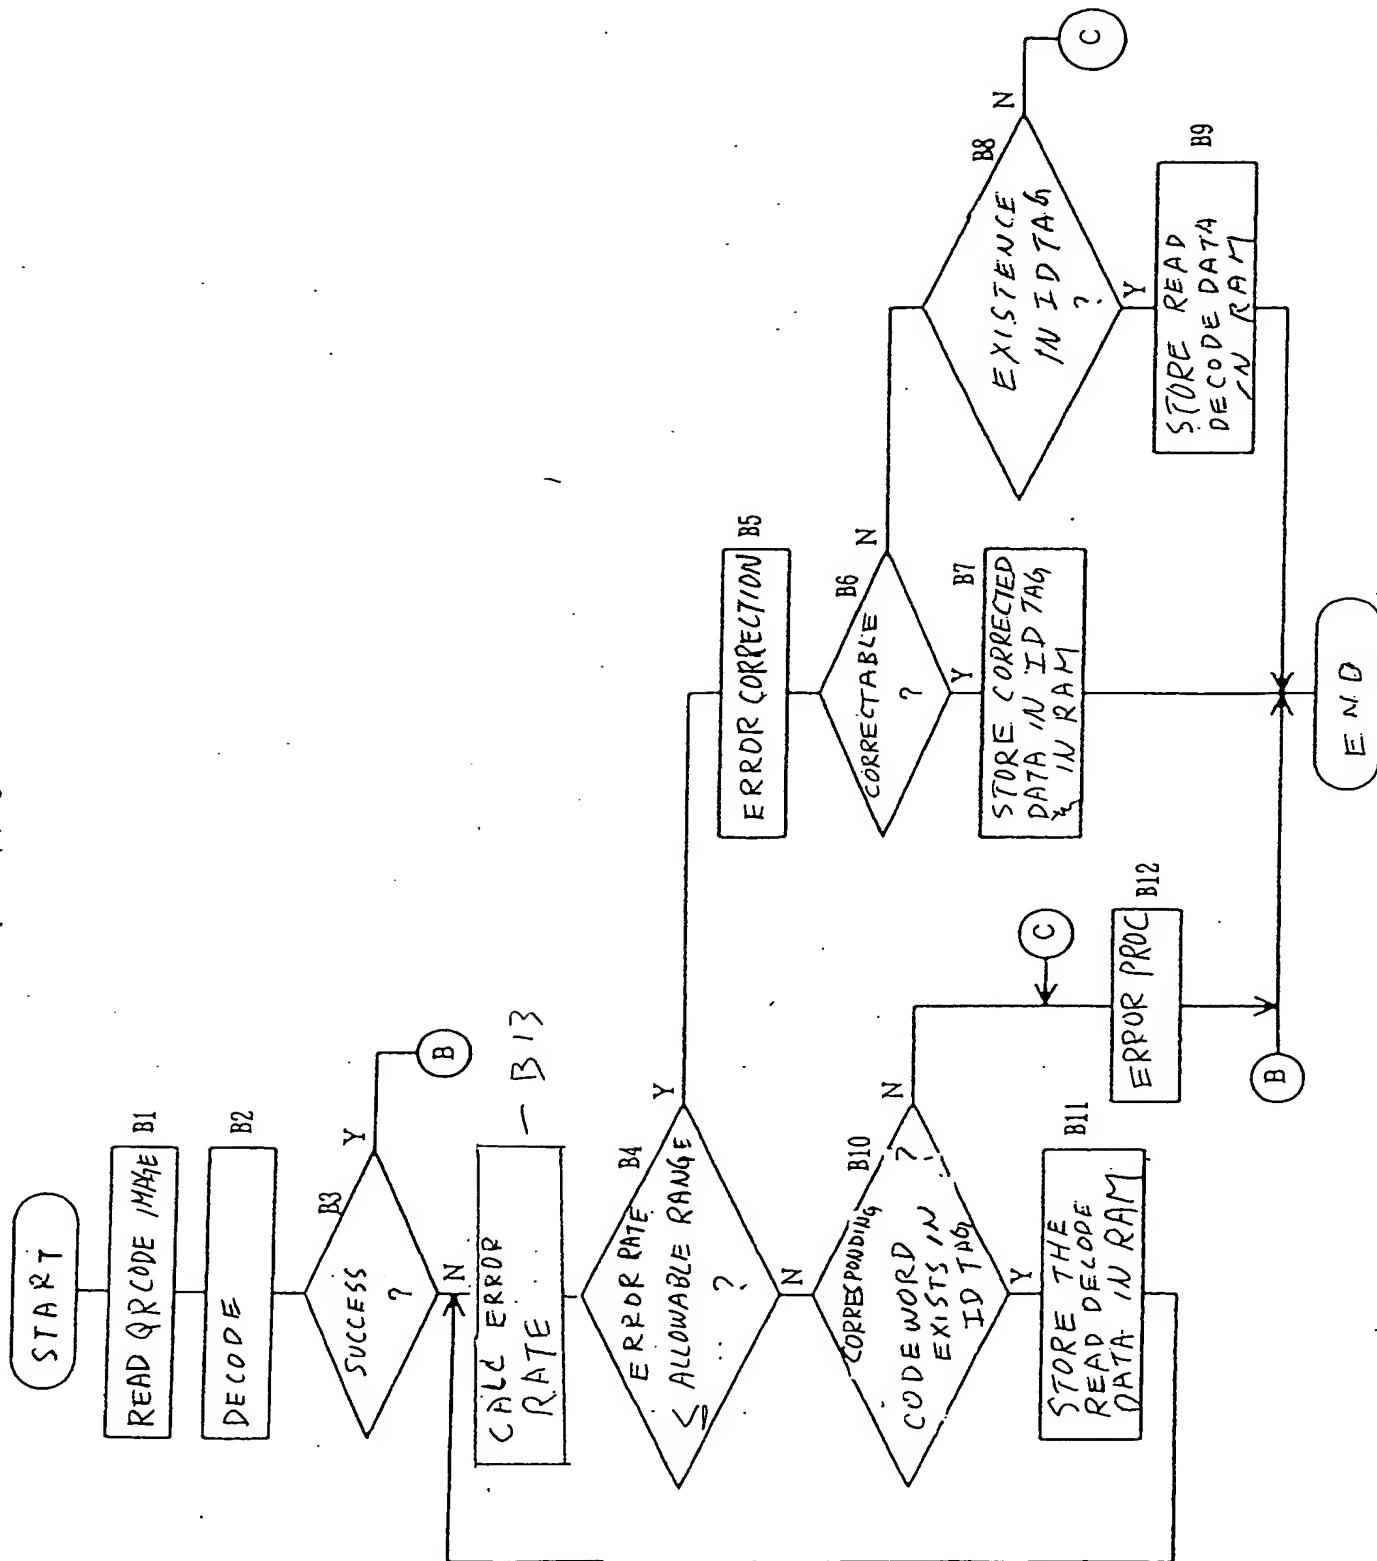 START
READ QRCODE IMAGE
B1
DECODE
B2
SUCCESS
?
B3
Y
B
N
CALC ERROR
RATE
B13
ERROR RATE
≤ ALLOWABLE RANGE
?
B4
Y
N
ERROR CORRECTION
B5
CORRECTABLE
?
B6
N
Y
STORE CORRECTED
DATA IN ID TAG
& IN RAM
B7
EXISTENCE
IN ID TAG
?
B8
N
C
Y
STORE READ
DECODE DATA
IN RAM
B9
CORRESPONDING
CODEWORD ?
EXISTS IN
ID TAG
B10
N
Y
STORE THE
READ DECODE
DATA IN RAM
B11
C
ERROR PROC
B12
B
END